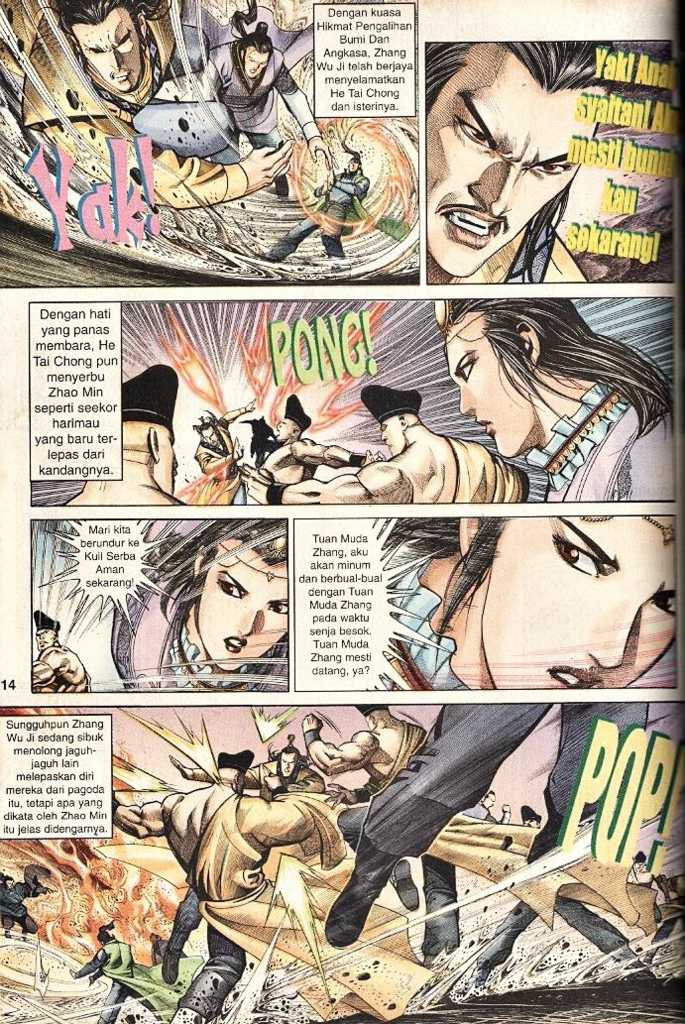 Dengan kuasa
Hikmat Pengalihan
Bumi Dan
Angkasa, Zhang
Wu Ji telah berjaya
menyelamatkan
He Tai Chong
dan isterinya.
Yak!
Yak! Anak
syaitan!
mesti bunuh
kau
sekarang!
Dengan hati
yang panas
membara, He
Tai Chong pun
menyerbu
Zhao Min
seperti seekor
harimau
yang baru ter-
lepas dari
kandangnya.
PONG!
Mari kita
berundur ke
Kuil Serba
Aman
sekarang!
Tuan Muda
Zhang, aku
akan minum
dan berbual-bual
dengan Tuan
Muda Zhang
pada waktu
senja besok.
Tuan Muda
Zhang mesti
datang, ya?
14
Sungguhpun Zhang
Wu Ji sedang sibuk
menolong jaguh-
jaguh lain
melepaskan diri
mereka dari pagoda
itu, tetapi apa yang
dikata oleh Zhao Min
itu jelas didengarnya.
POP!